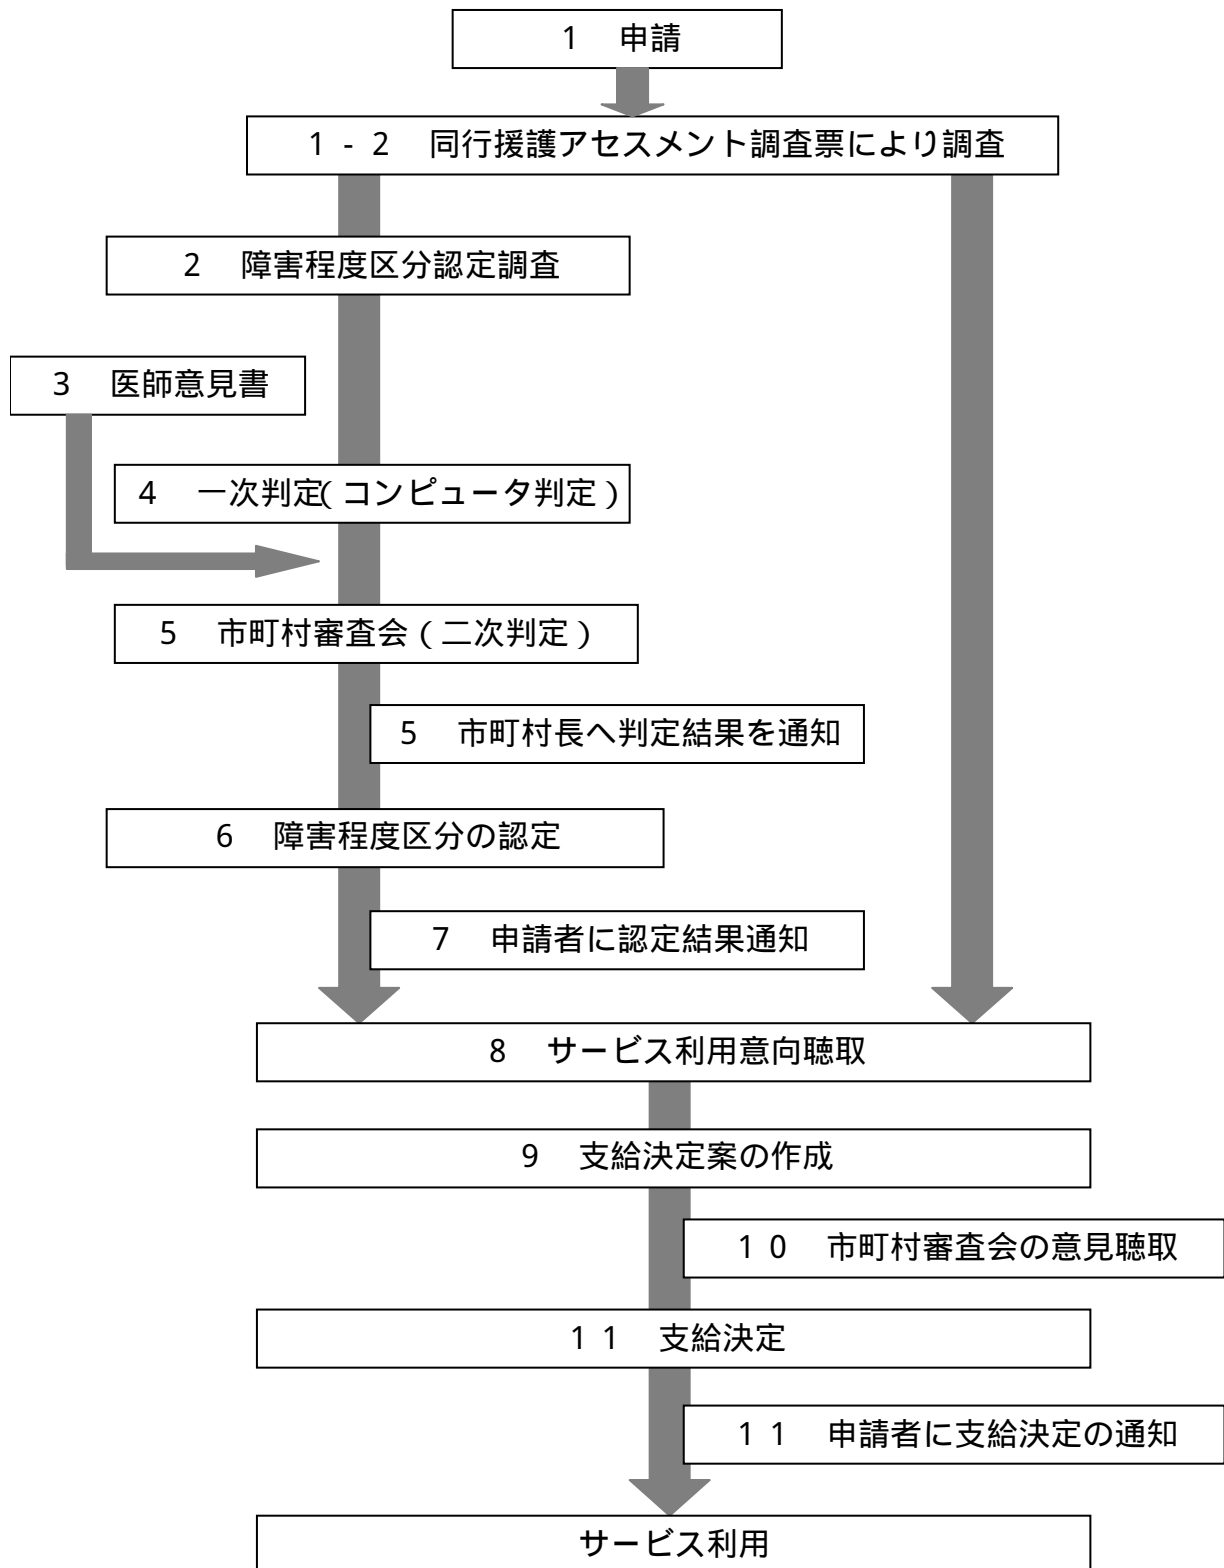 1　申請
1-2　同行援護アセスメント調査票により調査
2　障害程度区分認定調査
3　医師意見書
4　一次判定(コンピュータ判定)
5　市町村審査会(二次判定)
5　市町村長へ判定結果を通知
6　障害程度区分の認定
7　申請者に認定結果通知
8　サービス利用意向聴取
9　支給決定案の作成
10　市町村審査会の意見聴取
11　支給決定
11　申請者に支給決定の通知
サービス利用